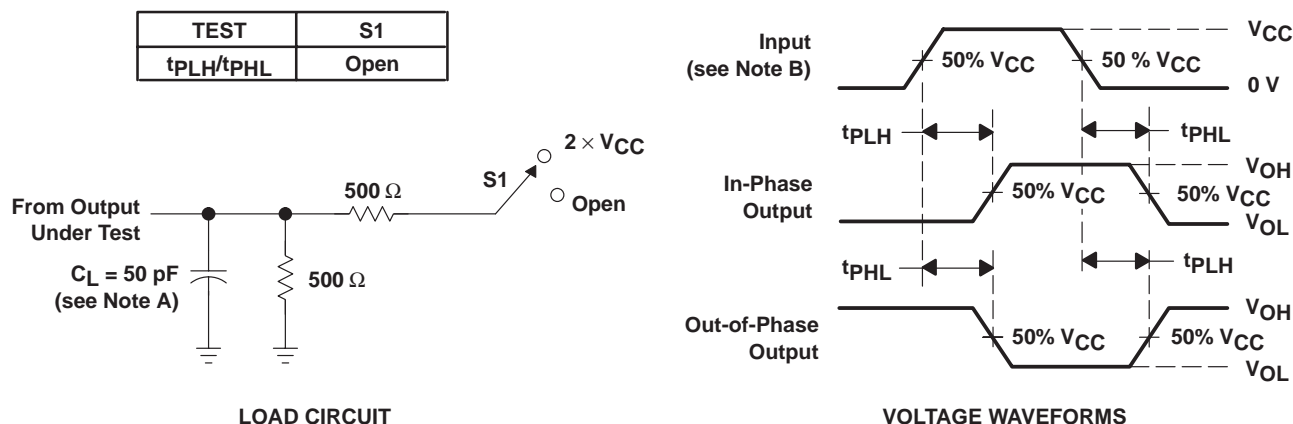 TEST S1
tPLH/tPHL Open
2 × VCC
S1
500 Ω
Open
From Output
Under Test
CL = 50 pF
(see Note A)
500 Ω
LOAD CIRCUIT
Input
(see Note B)
50% VCC
50 % VCC
VCC
0 V
tPLH
tPHL
In-Phase
Output
50% VCC
50% VCC
VOH
VOL
tPHL
tPLH
Out-of-Phase
Output
50% VCC
50% VCC
VOH
VOL
VOLTAGE WAVEFORMS